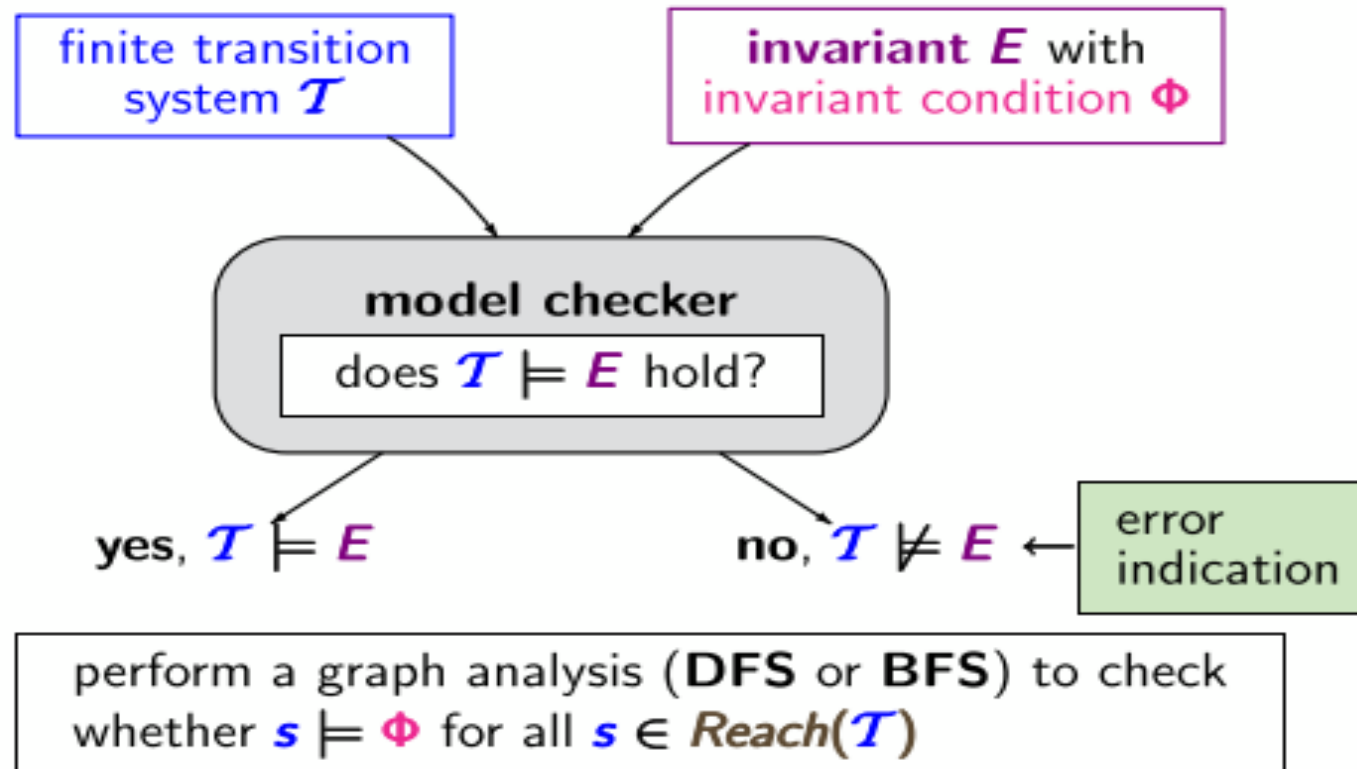 finite transition
system 𝒯
invariant E with
invariant condition Φ
model checker
does 𝒯 ⊨ E hold?
yes, 𝒯 ⊨ E
no, 𝒯 ⊭ E ←
error
indication
perform a graph analysis (DFS or BFS) to check
whether s ⊨ Φ for all s ∈ Reach(𝒯)